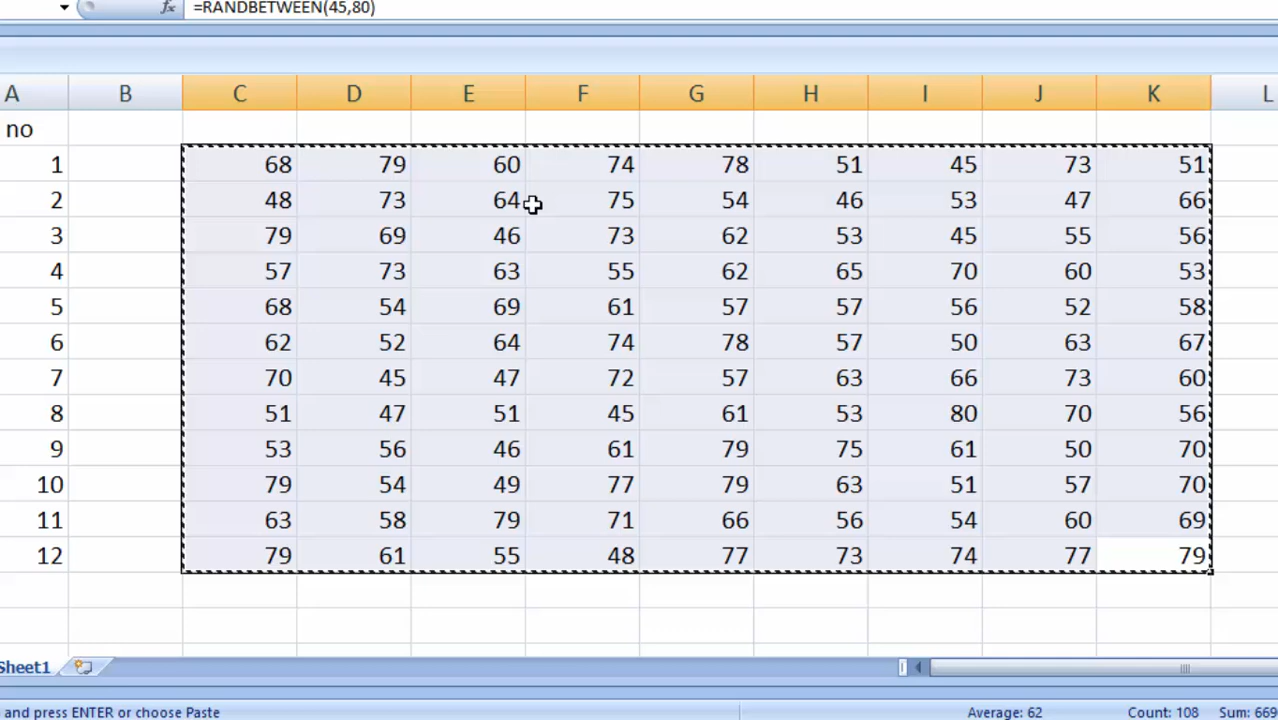 =RANDBETWEEN(45,80)
A B C D E F G H I J K L
no
1 68 79 60 74 78 51 45 73 51
2 48 73 64 75 54 46 53 47 66
3 79 69 46 73 62 53 45 55 56
4 57 73 63 55 62 65 70 60 53
5 68 54 69 61 57 57 56 52 58
6 62 52 64 74 78 57 50 63 67
7 70 45 47 72 57 63 66 73 60
8 51 47 51 45 61 53 80 70 56
9 53 56 46 61 79 75 61 50 70
10 79 54 49 77 79 63 51 57 70
11 63 58 79 71 66 56 54 60 69
12 79 61 55 48 77 73 74 77 79
Sheet1
and press ENTER or choose Paste Average: 62 Count: 108 Sum: 669